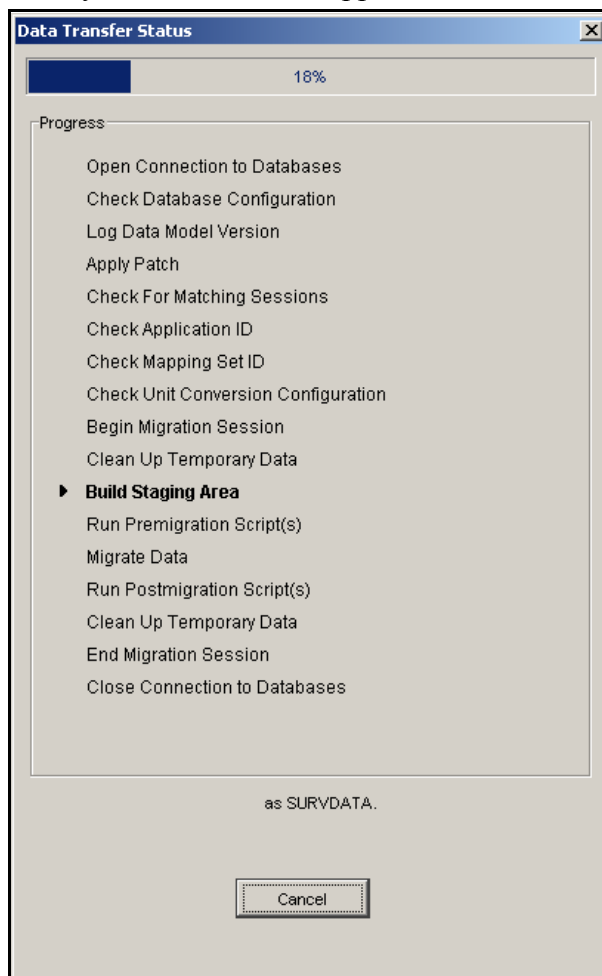 Data Transfer Status
18%
Progress
Open Connection to Databases
Check Database Configuration
Log Data Model Version
Apply Patch
Check For Matching Sessions
Check Application ID
Check Mapping Set ID
Check Unit Conversion Configuration
Begin Migration Session
Clean Up Temporary Data
Build Staging Area
Run Premigration Script(s)
Migrate Data
Run Postmigration Script(s)
Clean Up Temporary Data
End Migration Session
Close Connection to Databases
as SURVDATA.
Cancel